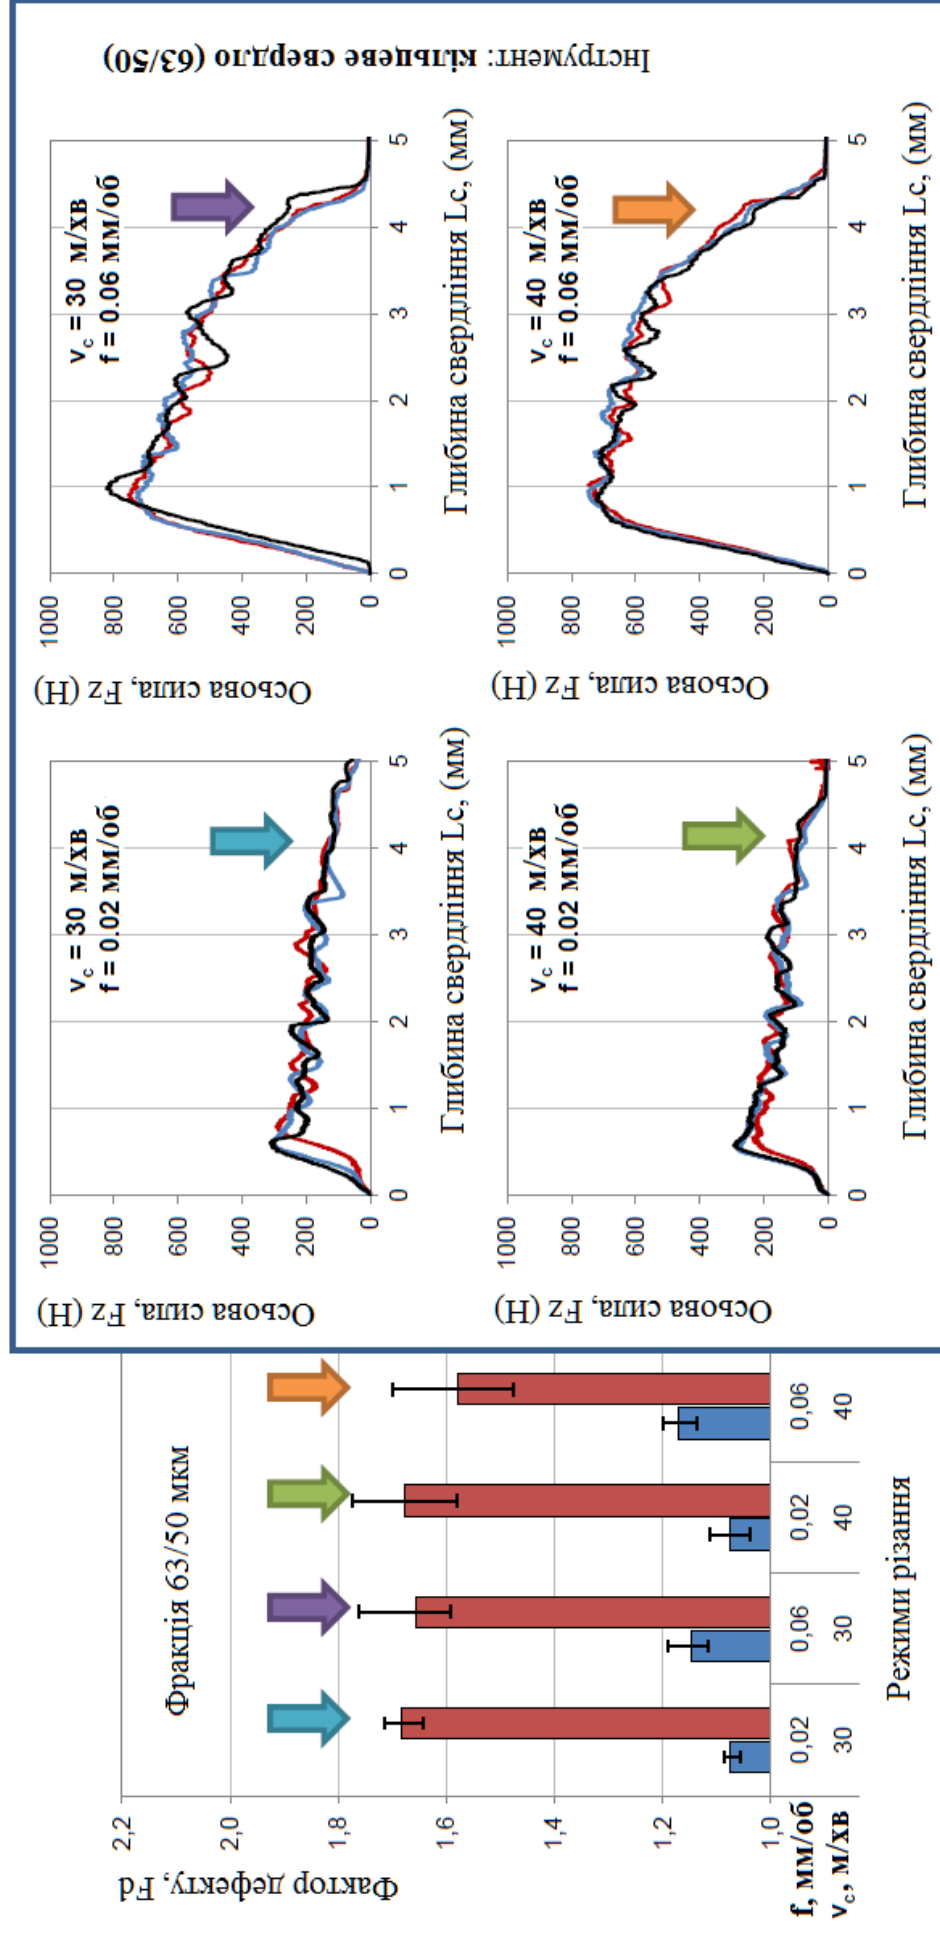 Фракція 63/50 мкм
Фактор дефекту, Fd
2,2
2,0
1,8
1,6
1,4
1,2
1,0
f, мм/об 0,02 0,06 0,02 0,06
vc, м/хв 30 30 40 40
Режими різання
vc = 30 м/хв
f = 0.02 мм/об
Осьова сила, Fz (Н)
1000
800
600
400
200
0
0 1 2 3 4 5
Глибина свердління Lc, (мм)
vc = 30 м/хв
f = 0.06 мм/об
Осьова сила, Fz (Н)
1000
800
600
400
200
0
0 1 2 3 4 5
Глибина свердління Lc, (мм)
vc = 40 м/хв
f = 0.02 мм/об
Осьова сила, Fz (Н)
1000
800
600
400
200
0
0 1 2 3 4 5
Глибина свердління Lc, (мм)
vc = 40 м/хв
f = 0.06 мм/об
Осьова сила, Fz (Н)
1000
800
600
400
200
0
0 1 2 3 4 5
Глибина свердління Lc, (мм)
Інструмент: кільцеве свердло (63/50)